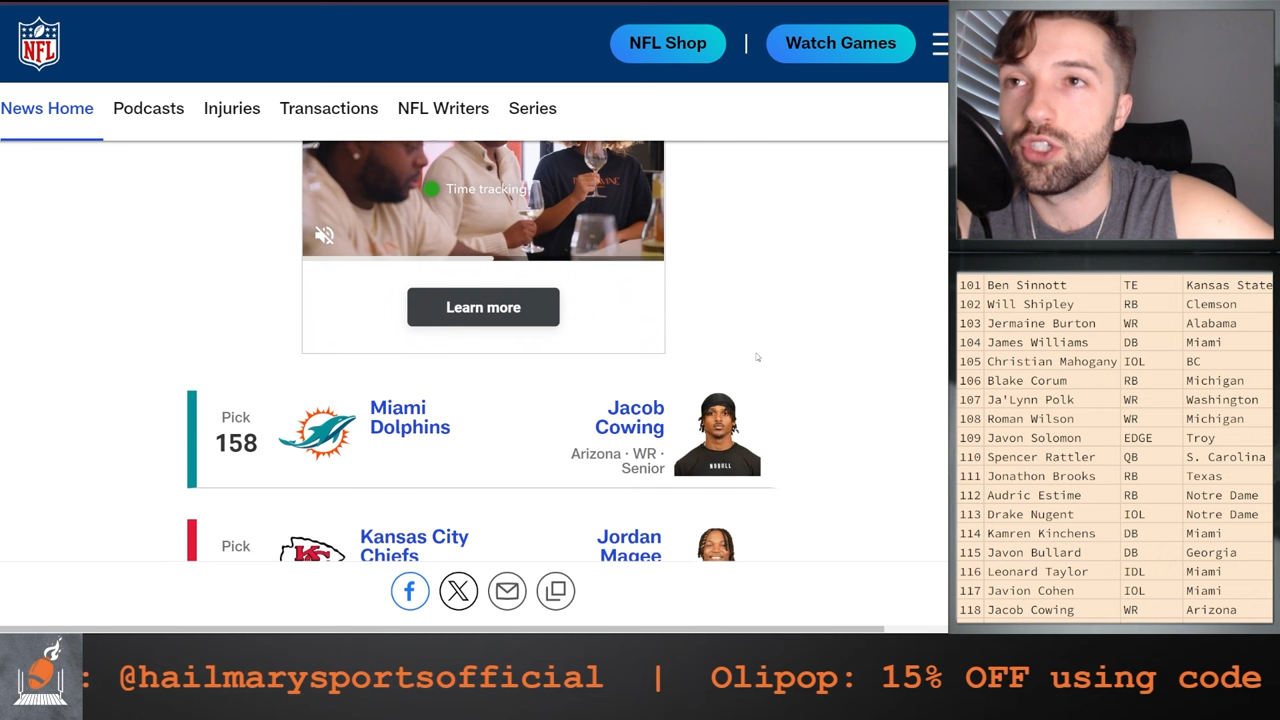 NFL
NFL Shop | Watch Games
News Home Podcasts Injuries Transactions NFL Writers Series
Time tracking
Learn more
Pick
158
Miami
Dolphins
Jacob
Cowing
Arizona · WR ·
Senior
NOBULL
Pick
Kansas City
Chiefs
Jordan
Magee
101 Ben Sinnott TE Kansas State
102 Will Shipley RB Clemson
103 Jermaine Burton WR Alabama
104 James Williams DB Miami
105 Christian Mahogany IOL BC
106 Blake Corum RB Michigan
107 Ja'Lynn Polk WR Washington
108 Roman Wilson WR Michigan
109 Javon Solomon EDGE Troy
110 Spencer Rattler QB S. Carolina
111 Jonathon Brooks RB Texas
112 Audric Estime RB Notre Dame
113 Drake Nugent IOL Notre Dame
114 Kamren Kinchens DB Miami
115 Javon Bullard DB Georgia
116 Leonard Taylor IDL Miami
117 Javion Cohen IOL Miami
118 Jacob Cowing WR Arizona
: @hailmarysportsofficial | Olipop: 15% OFF using code